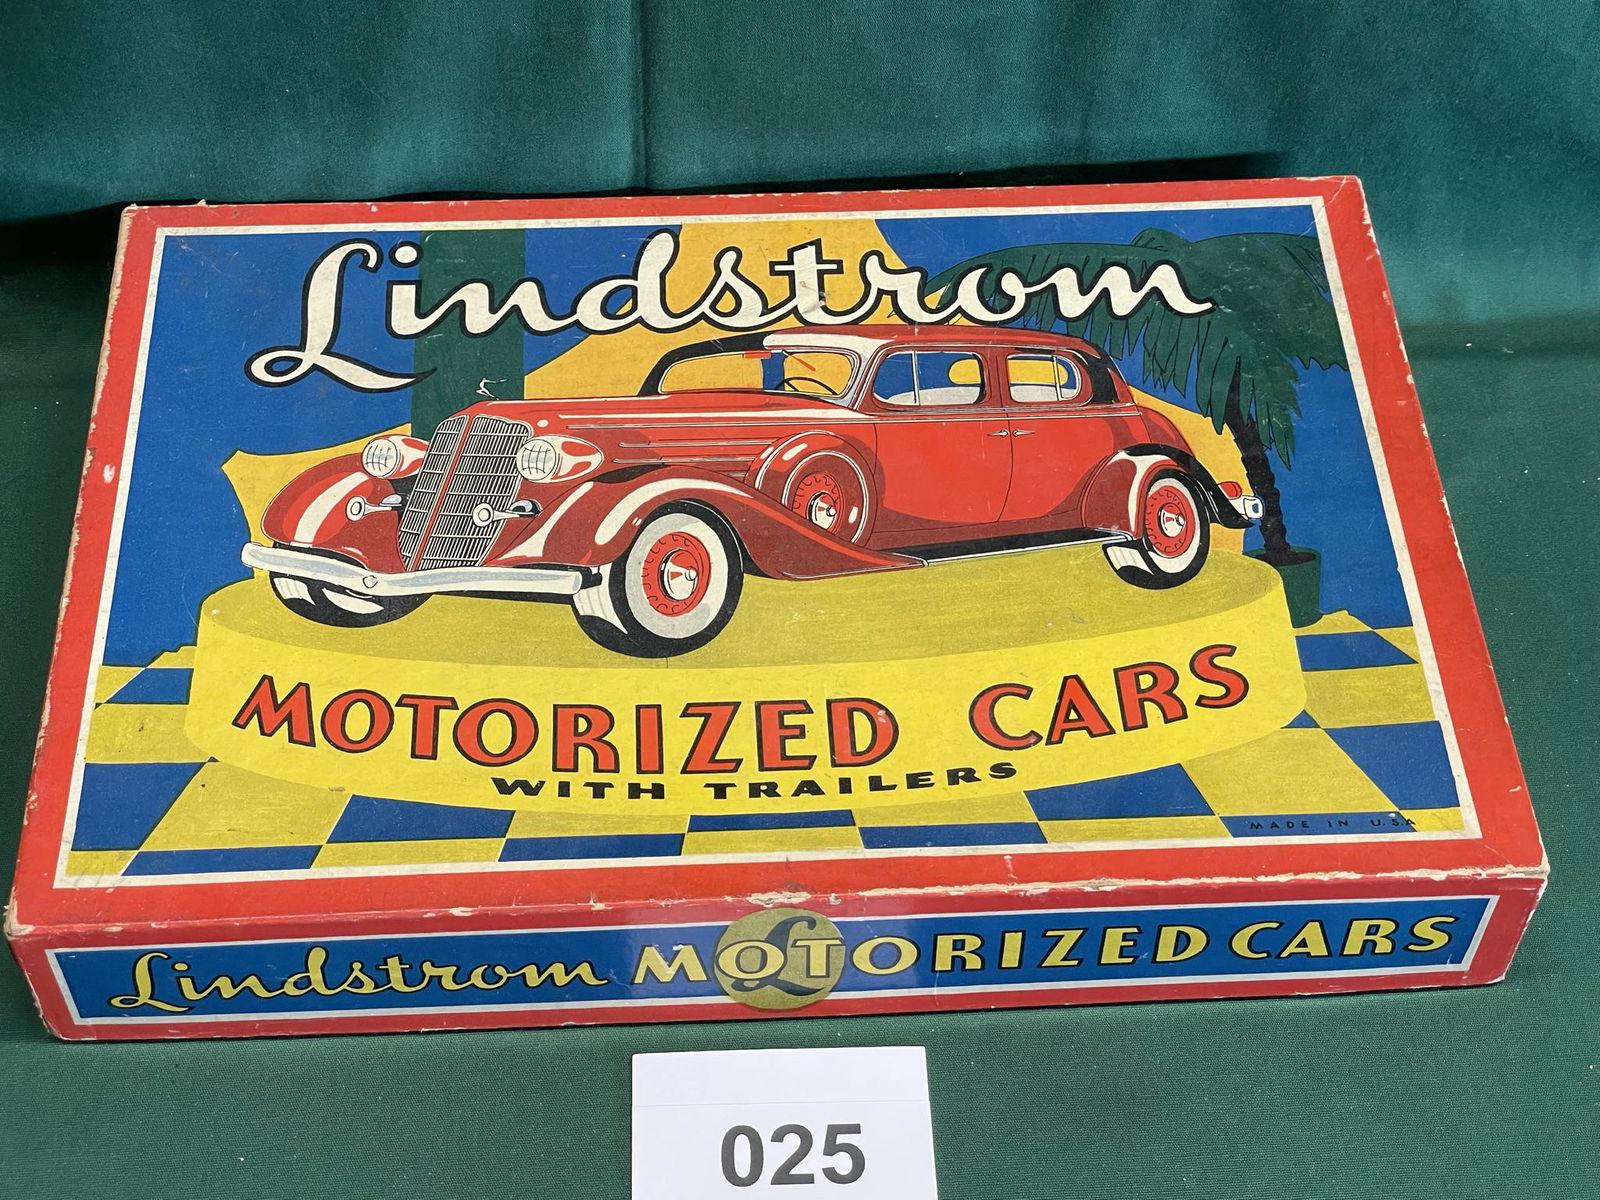 Lindstrom
MOTORIZED CARS
WITH TRAILERS
MADE IN U.S.A
Lindstrom MOTORIZED CARS
L
025